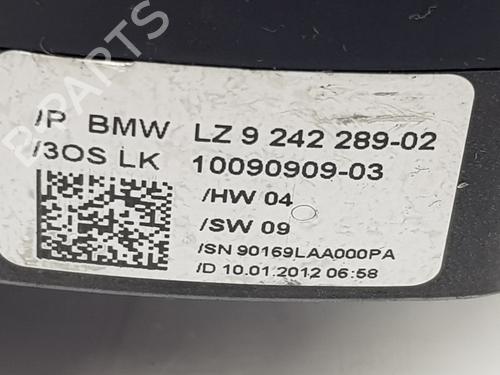 /P BMW LZ 9 242 289-02
/3OS LK 10090909-03
/HW 04
/SW 09
/SN 90169LAA000PA
/D 10.01.2012 06:58